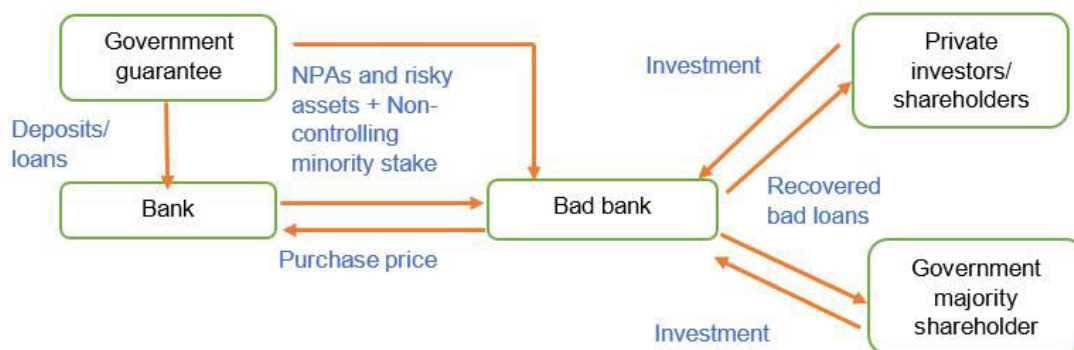 Government
guarantee
NPAs and risky
assets + Non-
controlling
minority stake
Investment
Private
investors/
shareholders
Deposits/
loans
Bank
Bad bank
Recovered
bad loans
Purchase price
Government
majority
shareholder
Investment